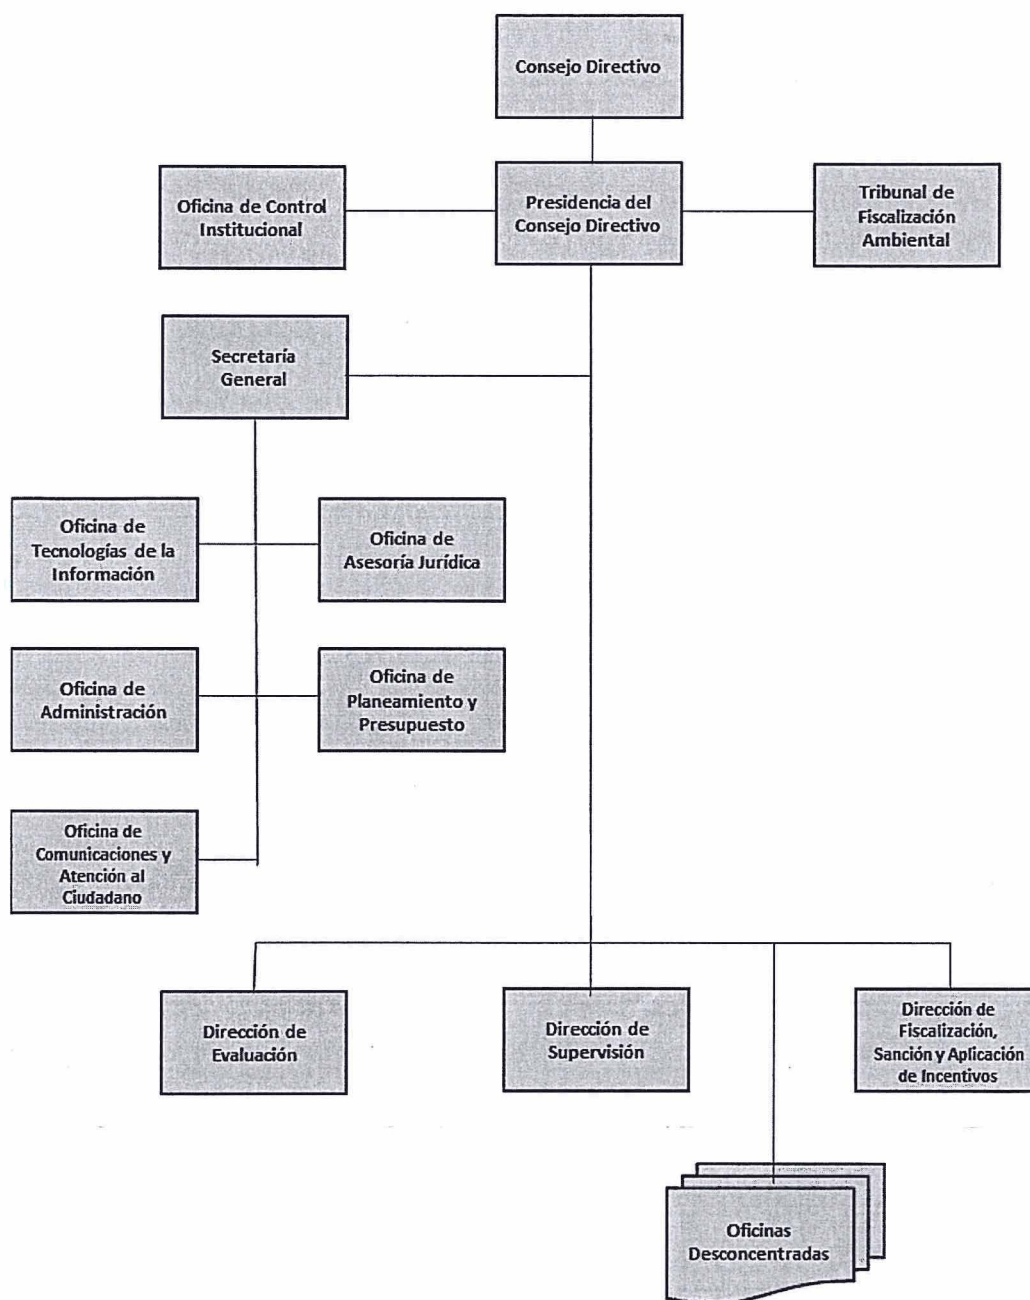 Consejo Directivo
Oficina de Control
Institucional
Presidencia del
Consejo Directivo
Tribunal de
Fiscalización
Ambiental
Secretaría
General
Oficina de
Tecnologías de la
Información
Oficina de
Asesoría Jurídica
Oficina de
Administración
Oficina de
Planeamiento y
Presupuesto
Oficina de
Comunicaciones y
Atención al
Ciudadano
Dirección de
Evaluación
Dirección de
Supervisión
Dirección de
Fiscalización,
Sanción y Aplicación
de Incentivos
Oficinas
Desconcentradas